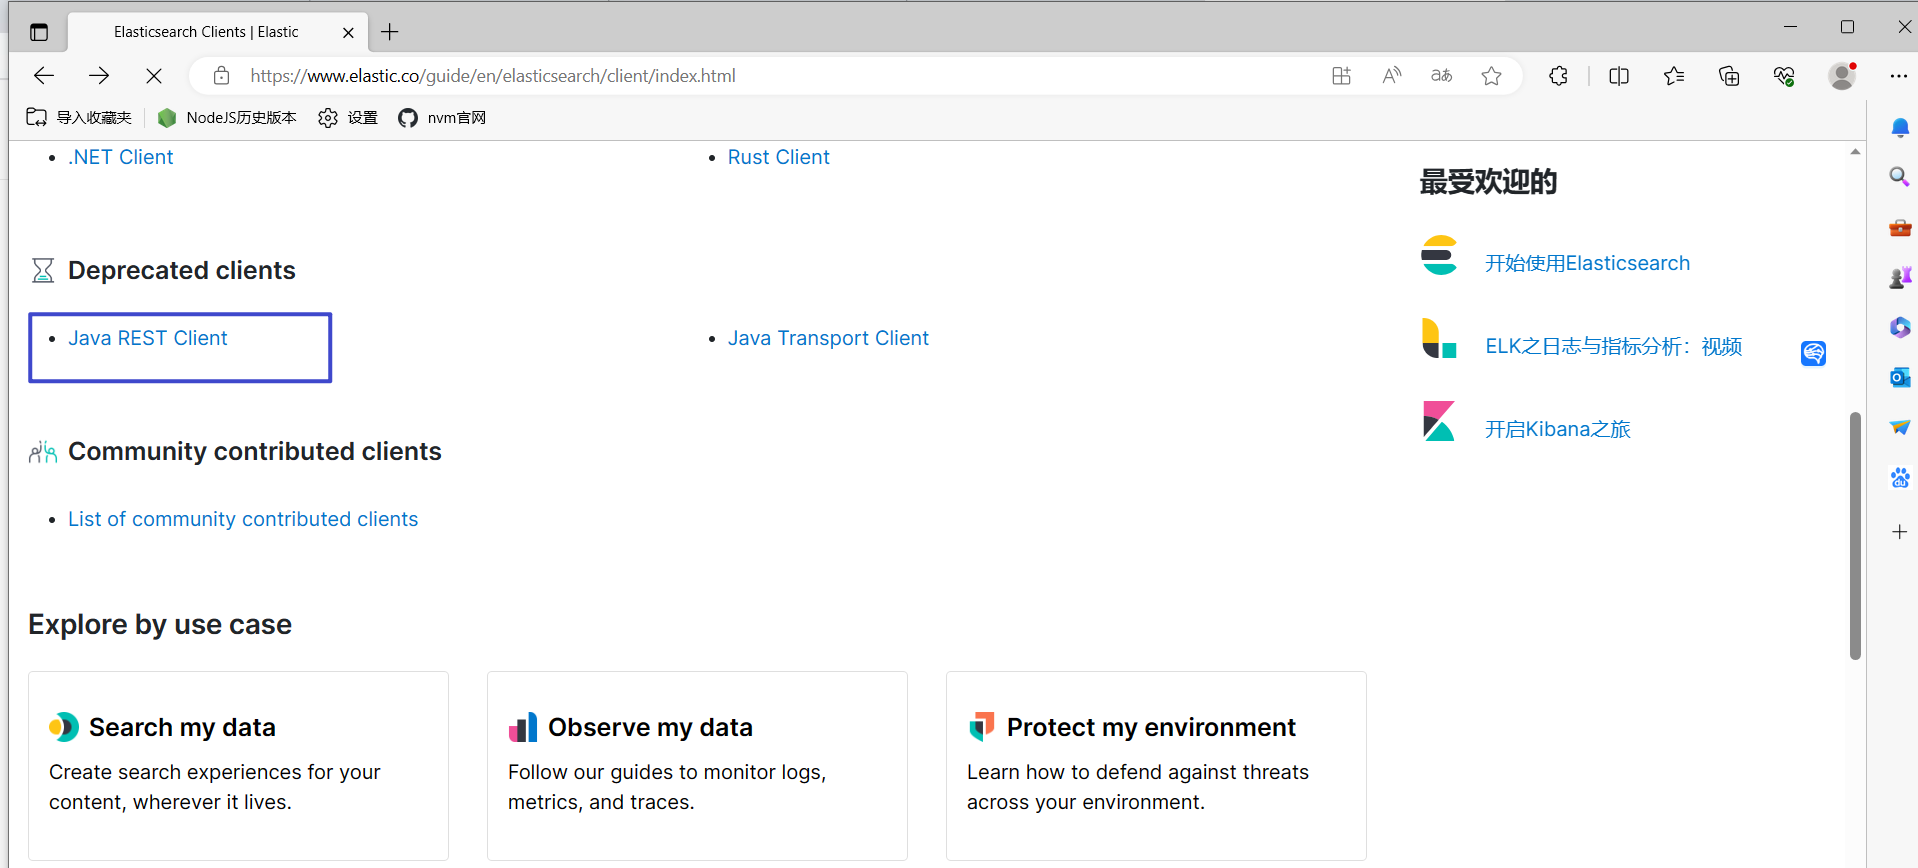 Elasticsearch Clients | Elastic
https://www.elastic.co/guide/en/elasticsearch/client/index.html
导入收藏夹 NodeJS历史版本 设置 nvm官网
.NET Client
Rust Client
Deprecated clients
Java REST Client
Java Transport Client
Community contributed clients
List of community contributed clients
Explore by use case
Search my data
Create search experiences for your
content, wherever it lives.
Observe my data
Follow our guides to monitor logs,
metrics, and traces.
Protect my environment
Learn how to defend against threats
across your environment.
最受欢迎的
开始使用Elasticsearch
ELK之日志与指标分析：视频
开启Kibana之旅